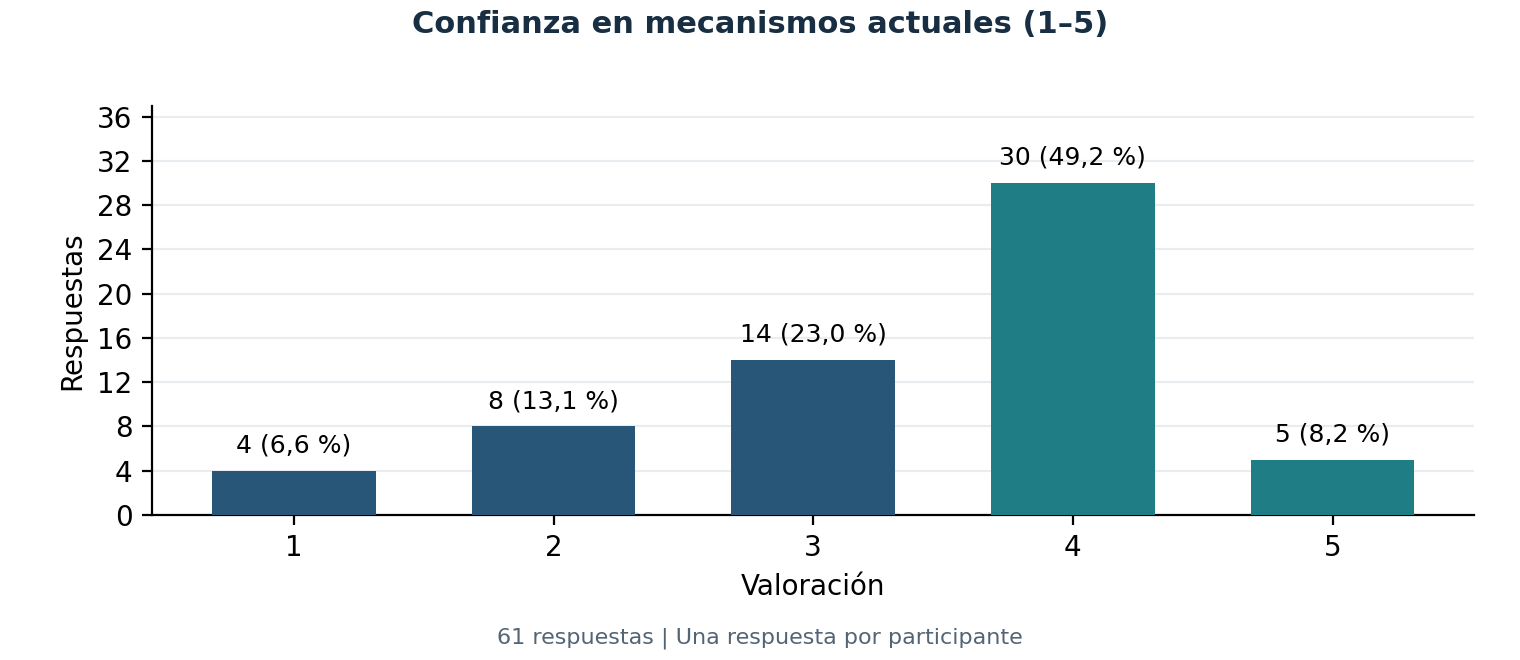 Confianza en mecanismos actuales (1–5)
Respuestas
36
32
28
24
20
16
12
8
4
0
4 (6,6 %)
8 (13,1 %)
14 (23,0 %)
30 (49,2 %)
5 (8,2 %)
1 2 3 4 5
Valoración
61 respuestas | Una respuesta por participante